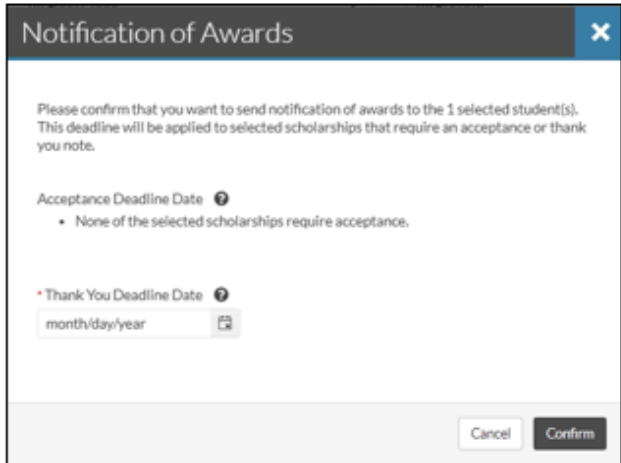 Notification of Awards
Please confirm that you want to send notification of awards to the 1 selected student(s).
This deadline will be applied to selected scholarships that require an acceptance or thank
you note.
Acceptance Deadline Date
• None of the selected scholarships require acceptance.
* Thank You Deadline Date
month/day/year
Cancel Confirm